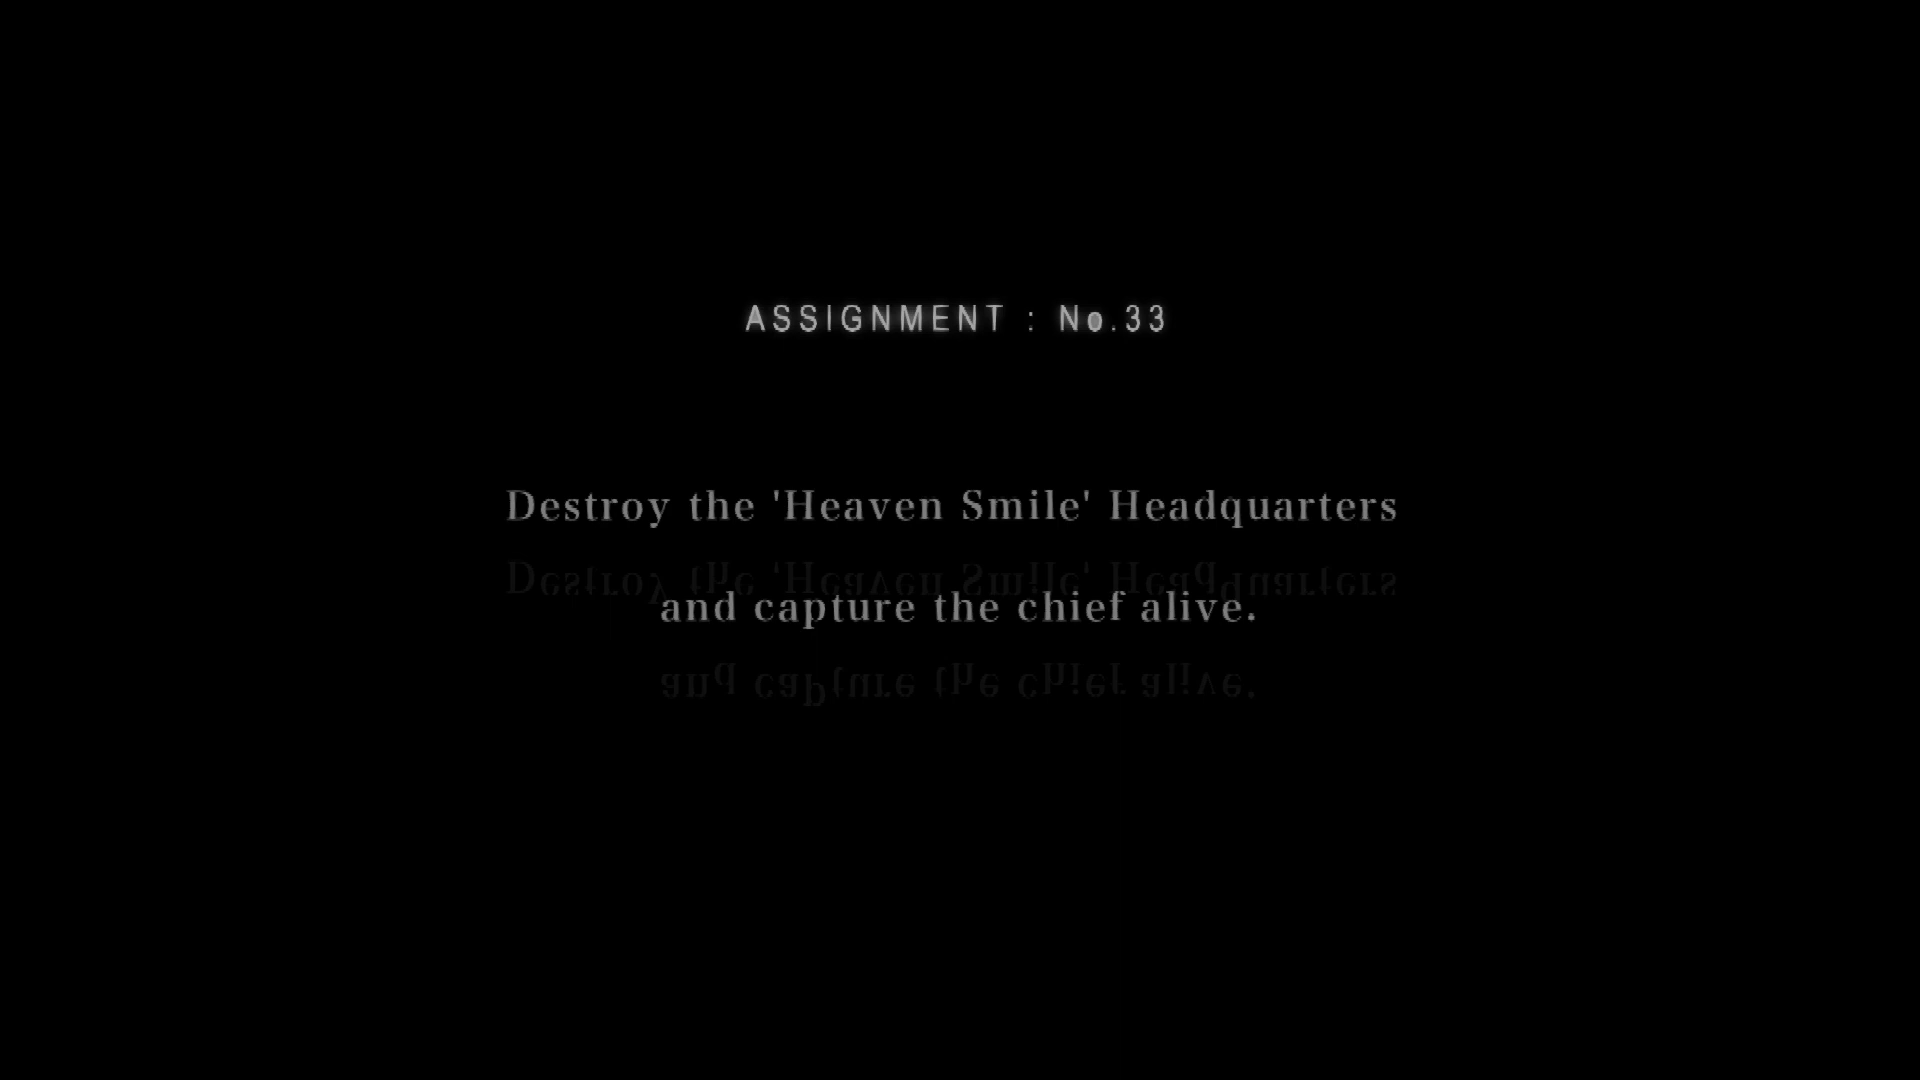 ASSIGNMENT : No.33
Destroy the 'Heaven Smile' Headquarters
and capture the chief alive.